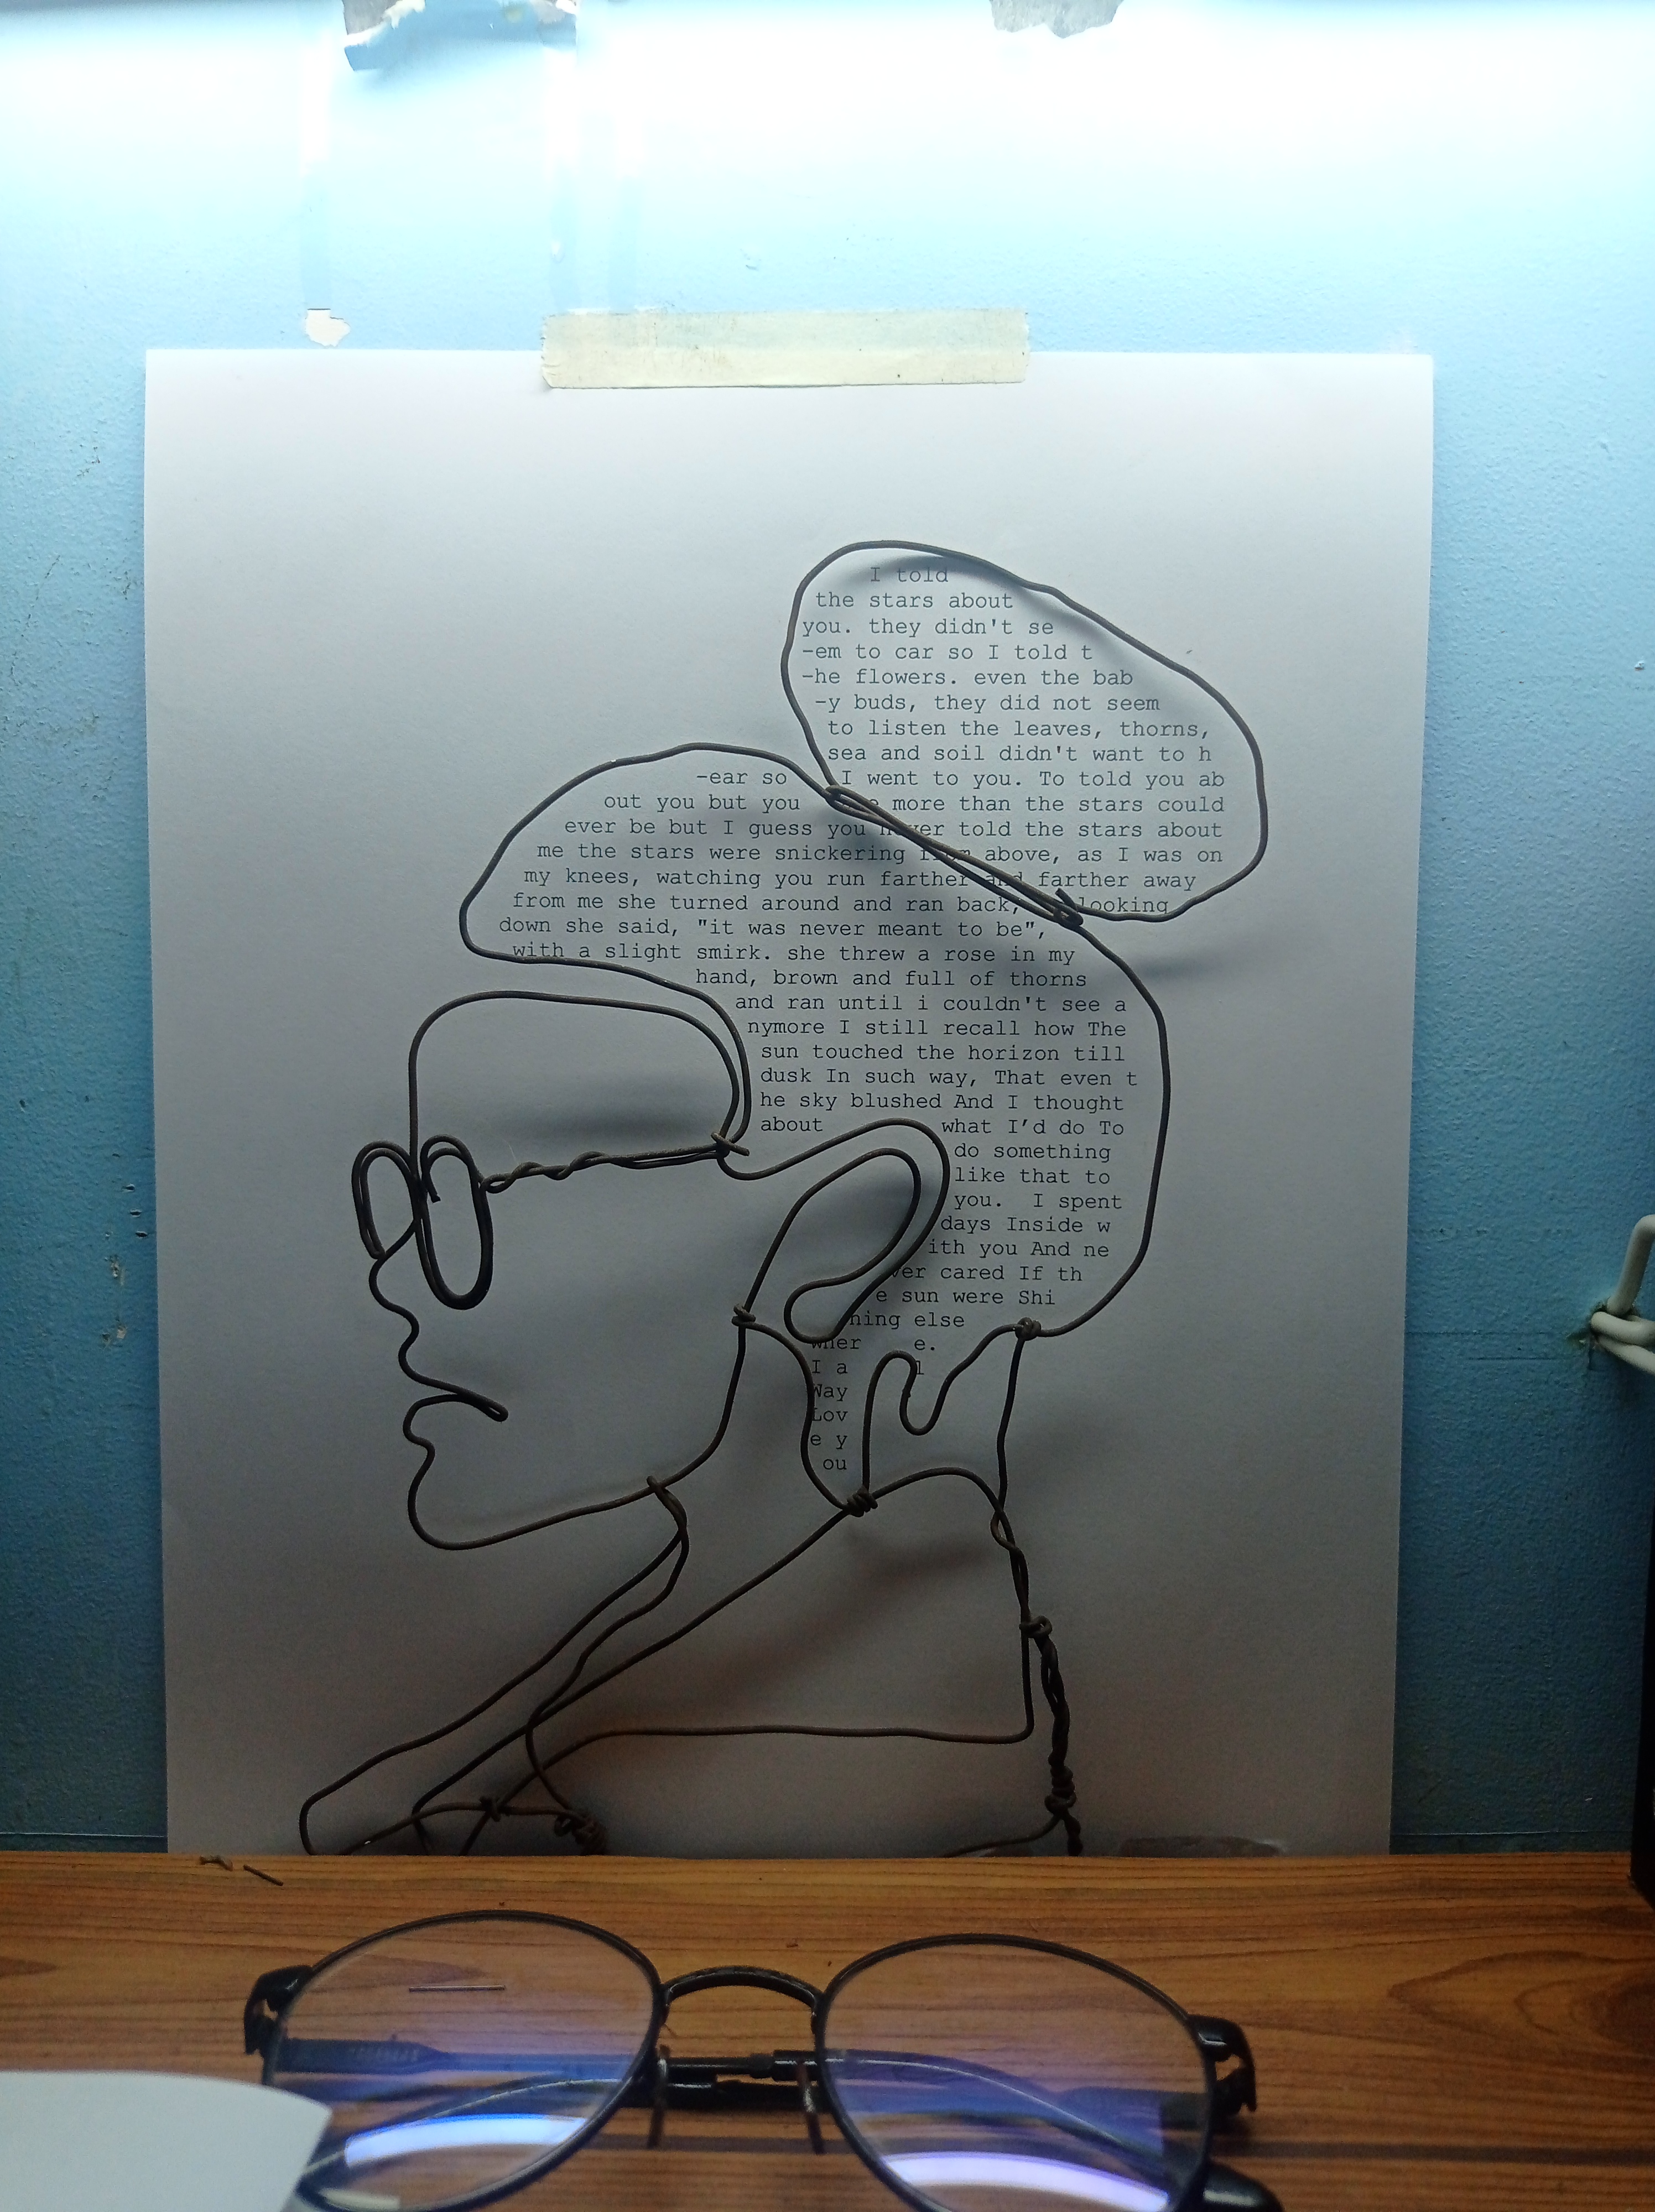 I told
the stars about
you. they didn't se
-em to car so I told t
-he flowers. even the bab
-y buds, they did not seem
to listen the leaves, thorns,
sea and soil didn't want to h
-ear so I went to you. To told you ab
out you but you more than the stars could
ever be but I guess you never told the stars about
me the stars were snickering from above, as I was on
my knees, watching you run farther and farther away
from me she turned around and ran back, looking
down she said, "it was never meant to be",
with a slight smirk. she threw a rose in my
hand, brown and full of thorns
and ran until i couldn't see a
nymore I still recall how The
sun touched the horizon till
dusk In such way, That even t
he sky blushed And I thought
about what I'd do To
do something
like that to
you. I spent
days Inside w
ith you And ne
ver cared If th
e sun were Shi
ning else
wher e.
I a l
Way
Lov
e y
ou